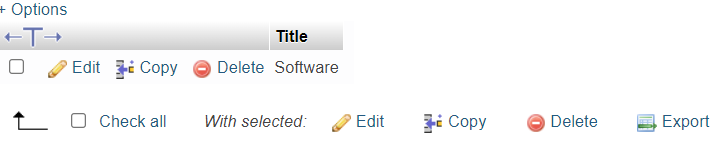 + Options
←T→ Title
Edit Copy Delete Software
Check all With selected: Edit Copy Delete Export